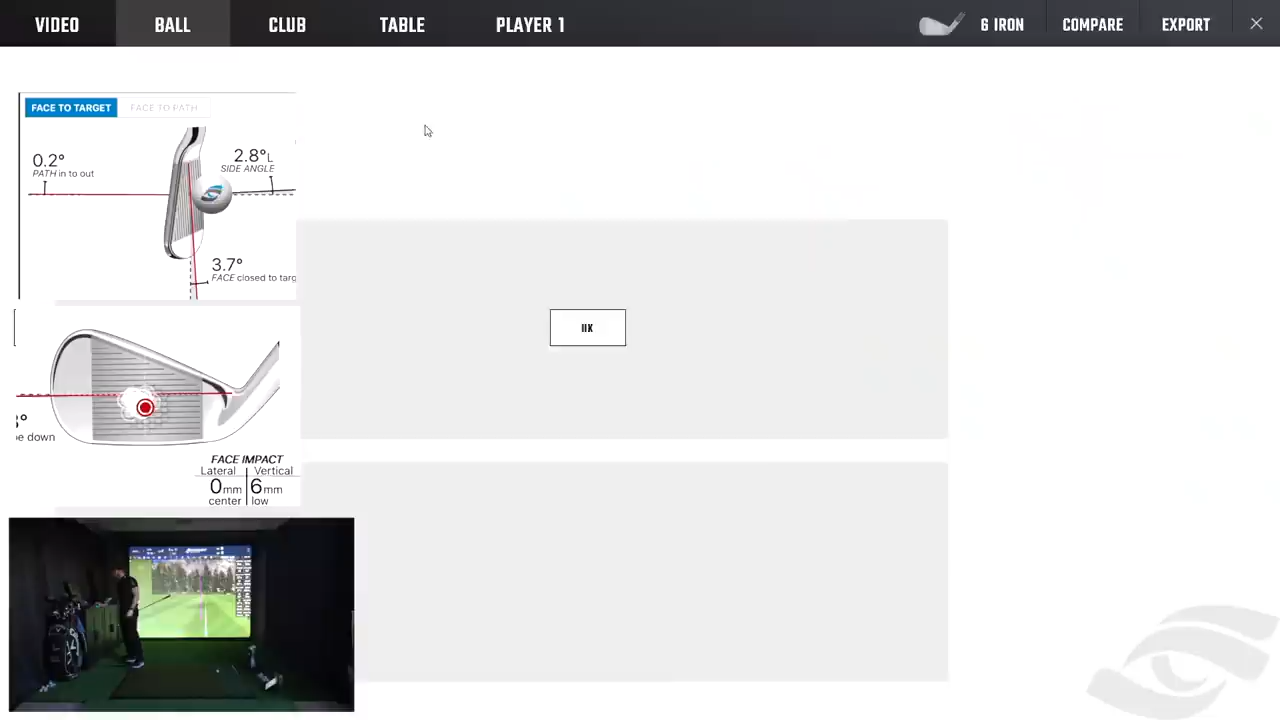 VIDEO BALL CLUB TABLE PLAYER 1 6 IRON COMPARE EXPORT
FACE TO TARGET FACE TO PATH
0.2° 2.8°L
PATH in to out SIDE ANGLE
3.7°
FACE closed to targ
e down
FACE IMPACT
Lateral Vertical
0mm 6mm
center low